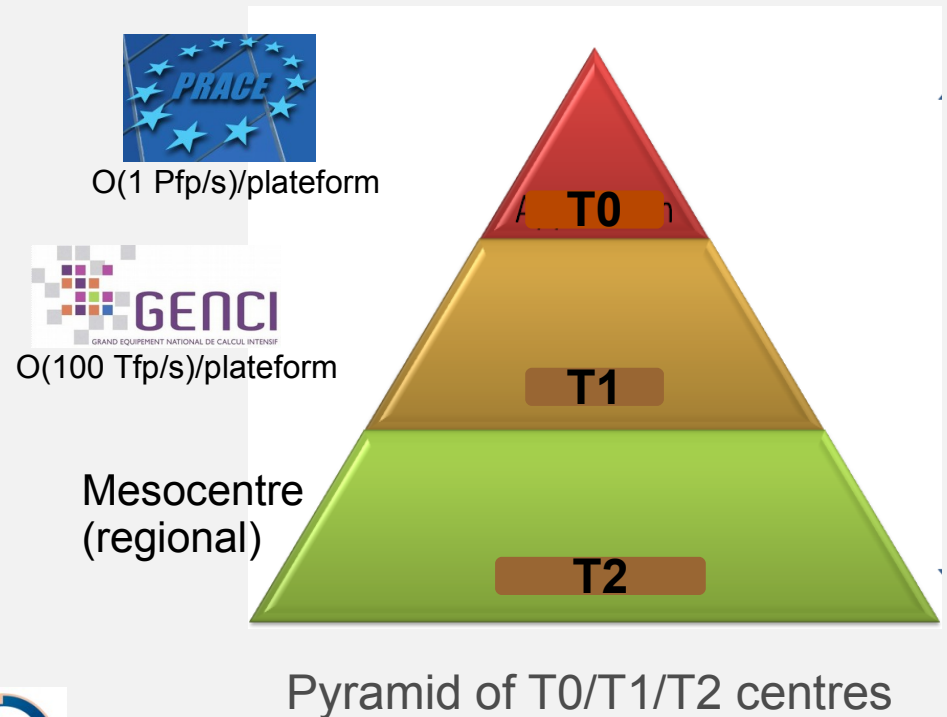 PRACE
O(1 Pfp/s)/plateform
T0
GENCI
GRAND EQUIPEMENT NATIONAL DE CALCUL INTENSIF
O(100 Tfp/s)/plateform
T1
Mesocentre
(regional)
T2
Pyramid of T0/T1/T2 centres